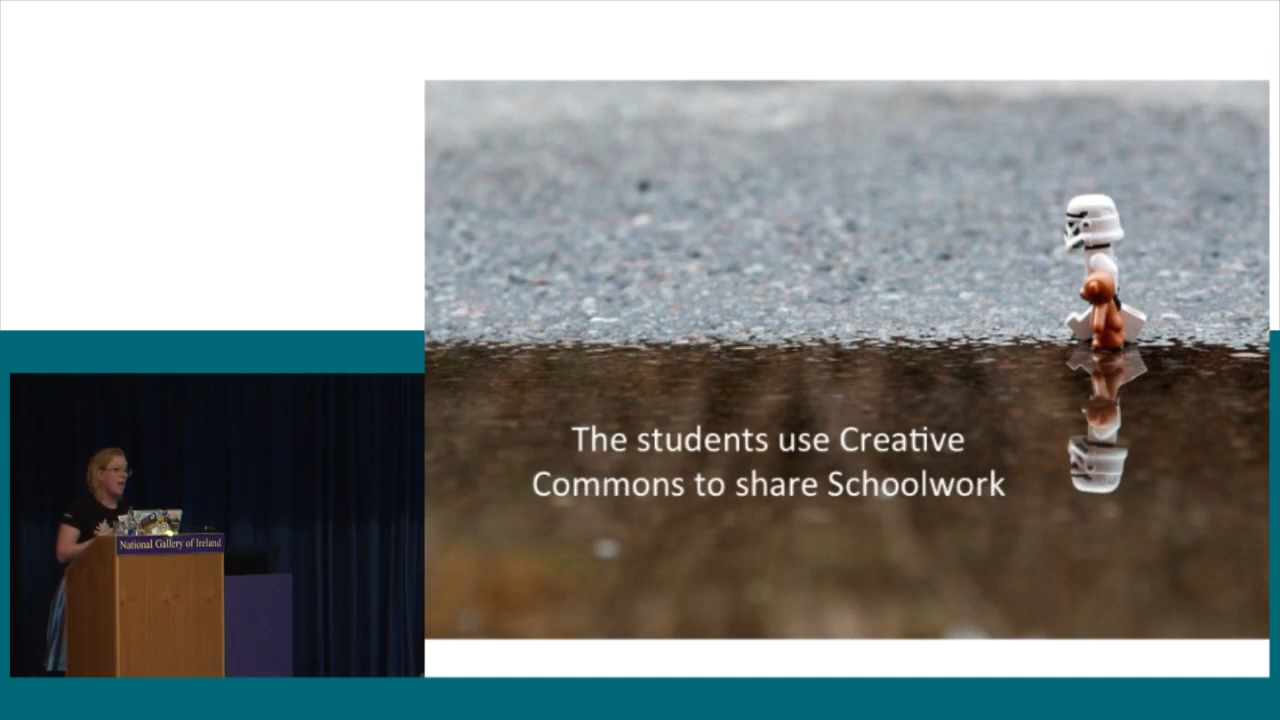 The students use Creative
Commons to share Schoolwork
National Gallery of Ireland